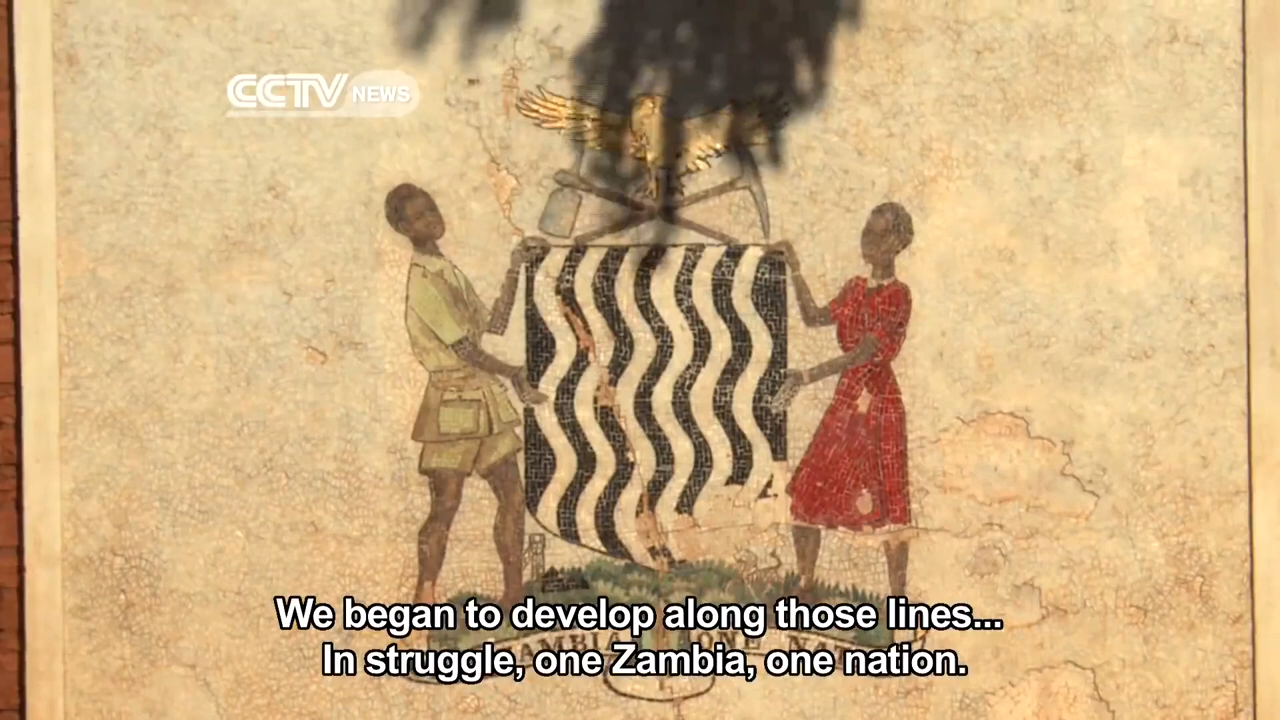 CCTV NEWS
We began to develop along those lines...
In struggle, one Zambia, one nation.